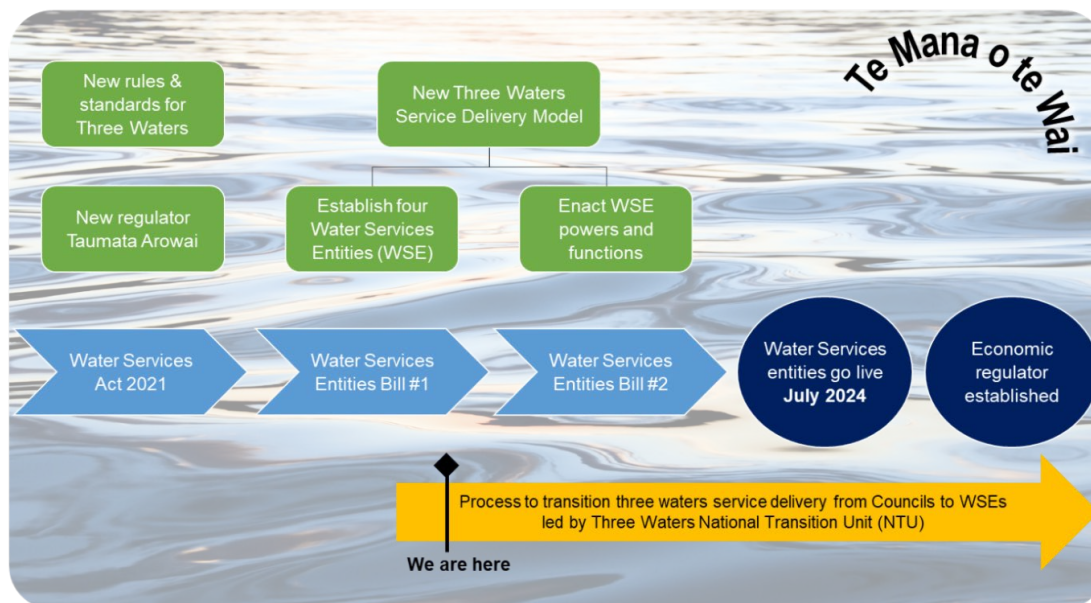 Te Mana o te Wai
New rules &
standards for
Three Waters
New Three Waters
Service Delivery Model
New regulator
Taumata Arowai
Establish four
Water Services
Entities (WSE)
Enact WSE
powers and
functions
Water Services
Act 2021
Water Services
Entities Bill #1
Water Services
Entities Bill #2
Water Services
entities go live
July 2024
Economic
regulator
established
Process to transition three waters service delivery from Councils to WSEs
led by Three Waters National Transition Unit (NTU)
We are here